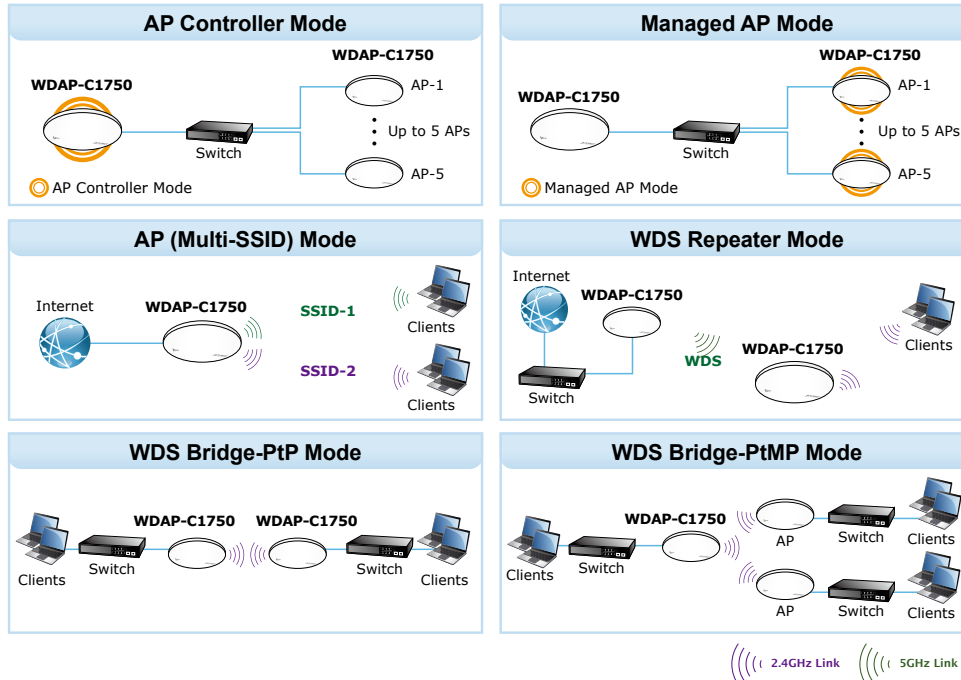 AP Controller Mode
WDAP-C1750
WDAP-C1750
AP-1
Up to 5 APs
Switch
AP-5
AP Controller Mode
Managed AP Mode
WDAP-C1750
WDAP-C1750
AP-1
Up to 5 APs
Switch
AP-5
Managed AP Mode
AP (Multi-SSID) Mode
Internet
WDAP-C1750
SSID-1
Clients
SSID-2
Clients
WDS Repeater Mode
Internet
WDAP-C1750
WDS
WDAP-C1750
Clients
Switch
WDS Bridge-PtP Mode
WDAP-C1750
WDAP-C1750
Clients
Switch
Switch
Clients
WDS Bridge-PtMP Mode
WDAP-C1750
AP
Switch
Clients
Clients
Switch
AP
Switch
Clients
2.4GHz Link
5GHz Link